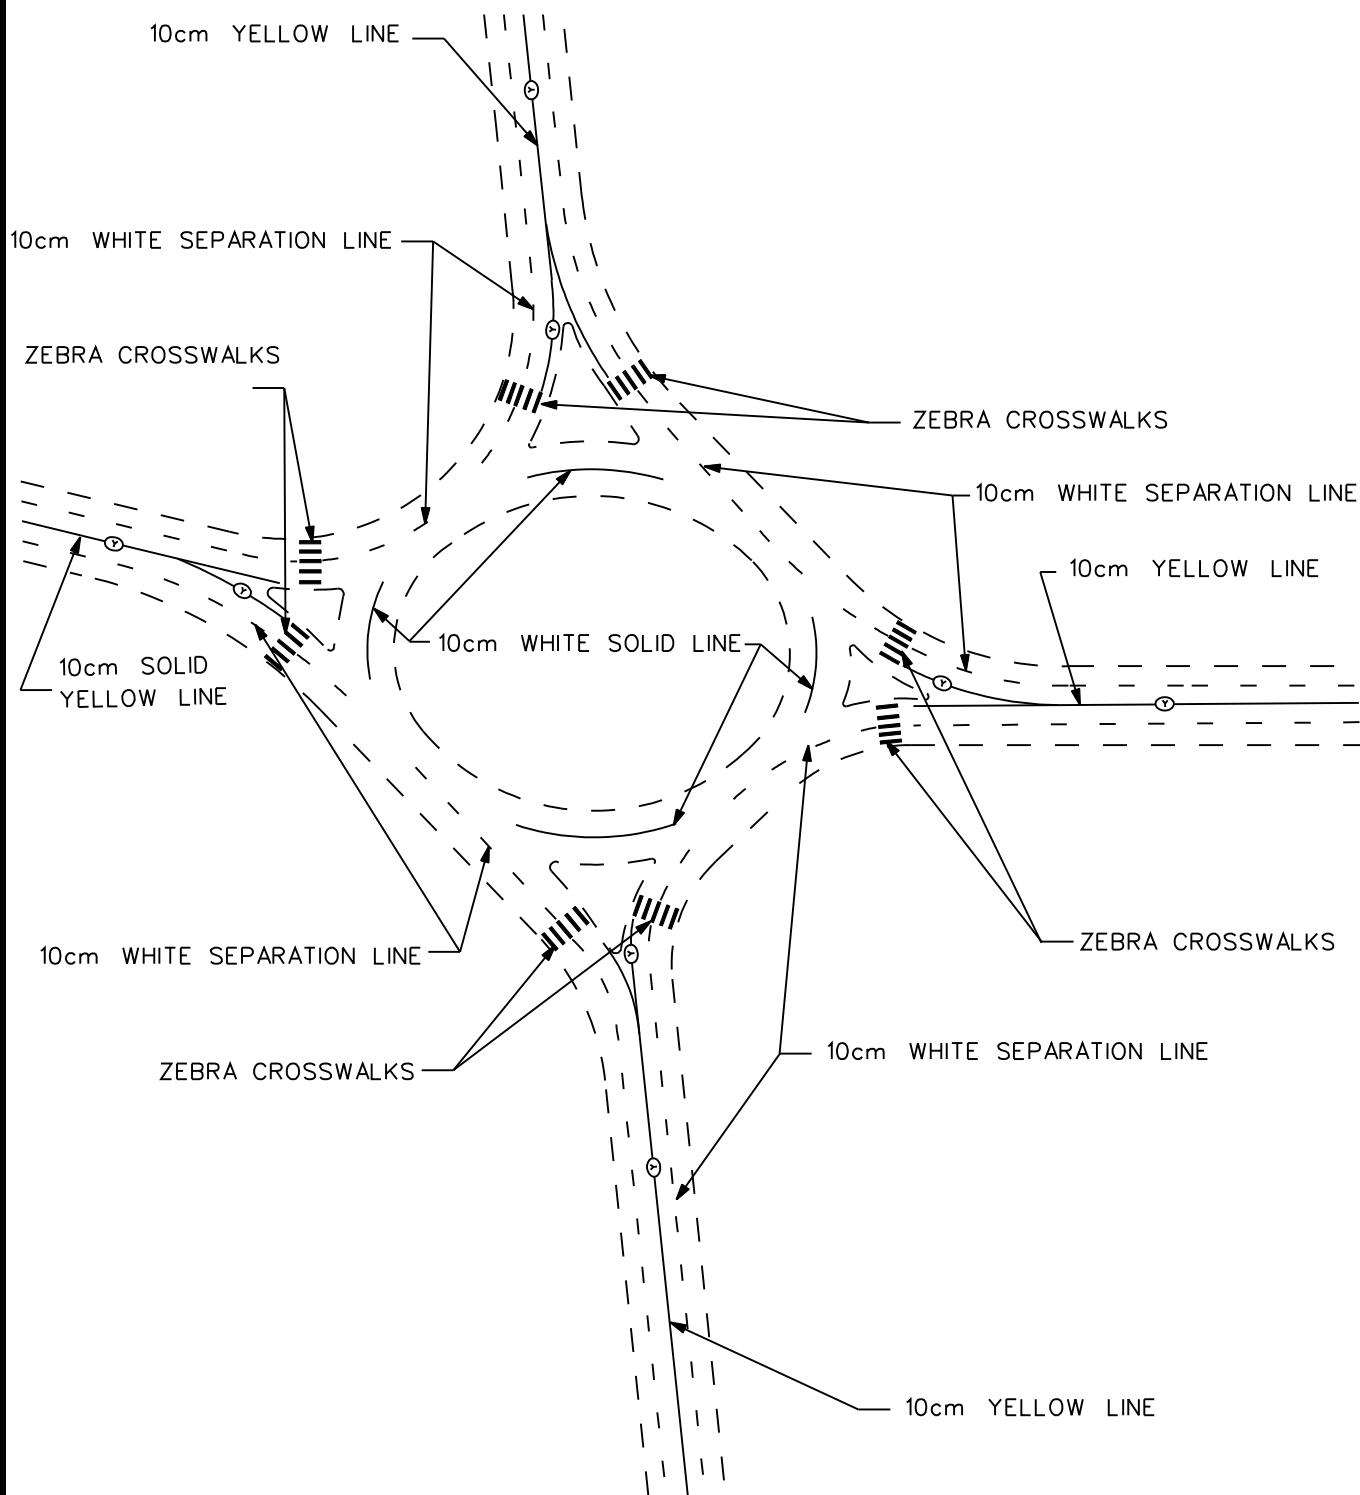 10cm YELLOW LINE
Y
10cm WHITE SEPARATION LINE
Y
ZEBRA CROSSWALKS
ZEBRA CROSSWALKS
10cm WHITE SEPARATION LINE
Y
10cm YELLOW LINE
Y
10cm WHITE SOLID LINE
10cm SOLID
YELLOW LINE
Y
Y
10cm WHITE SEPARATION LINE
Y
ZEBRA CROSSWALKS
ZEBRA CROSSWALKS
10cm WHITE SEPARATION LINE
Y
10cm YELLOW LINE